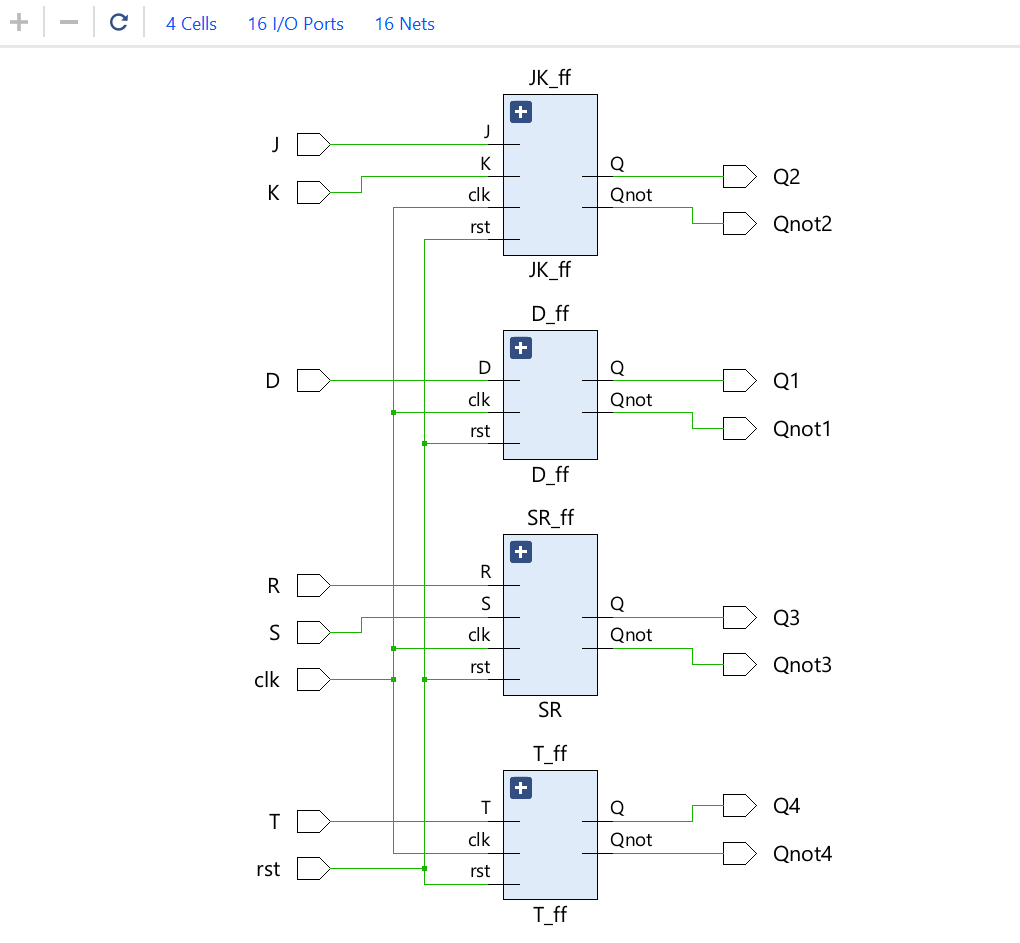 4 Cells 16 I/O Ports 16 Nets
JK_ff
J J
K K Q Q2
clk Qnot Qnot2
rst
JK_ff
D_ff
D D Q Q1
clk Qnot Qnot1
rst
D_ff
SR_ff
R R
S S Q Q3
clk Qnot Qnot3
clk rst
SR
T_ff
T T Q Q4
clk Qnot Qnot4
rst rst
T_ff